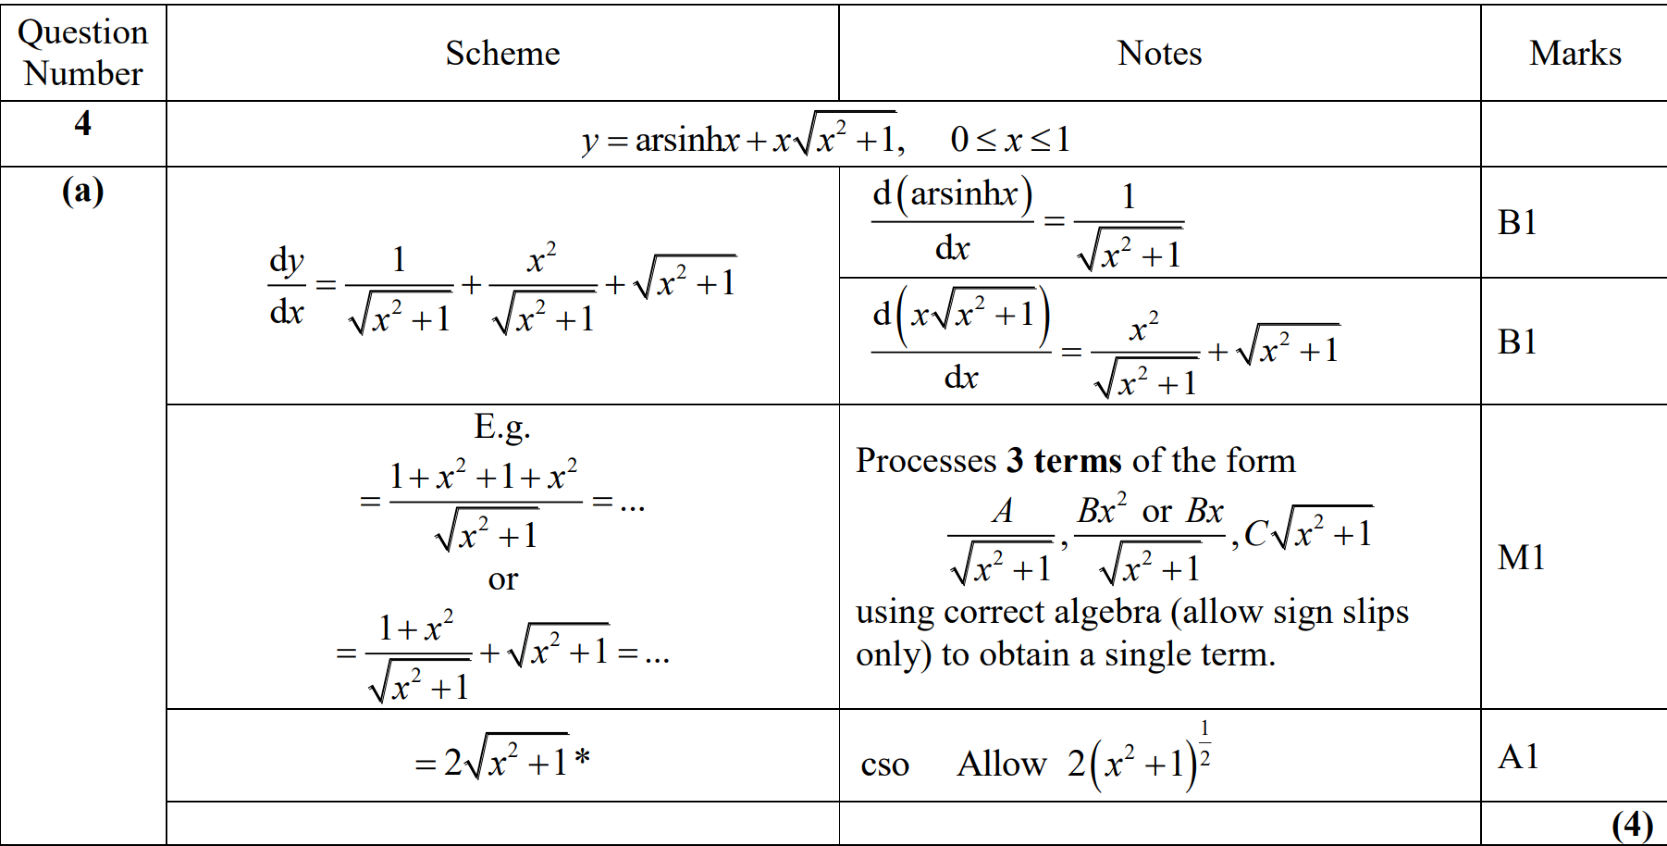 Question Number	Scheme	Notes	Marks
4	y = arsinhx + x√(x² + 1),   0 ≤ x ≤ 1
(a)	dy/dx = 1/√(x² + 1) + x²/√(x² + 1) + √(x² + 1)	d(arsinhx)/dx = 1/√(x² + 1)	B1
d(x√(x² + 1))/dx = x²/√(x² + 1) + √(x² + 1)	B1
E.g.
= (1 + x² + 1 + x²)/√(x² + 1) = ...
or
= (1 + x²)/√(x² + 1) + √(x² + 1) = ...
Processes 3 terms of the form
A/√(x² + 1), (Bx² or Bx)/√(x² + 1), C√(x² + 1)
using correct algebra (allow sign slips
only) to obtain a single term.
M1
= 2√(x² + 1) *	cso   Allow 2(x² + 1)^(1/2)	A1
(4)